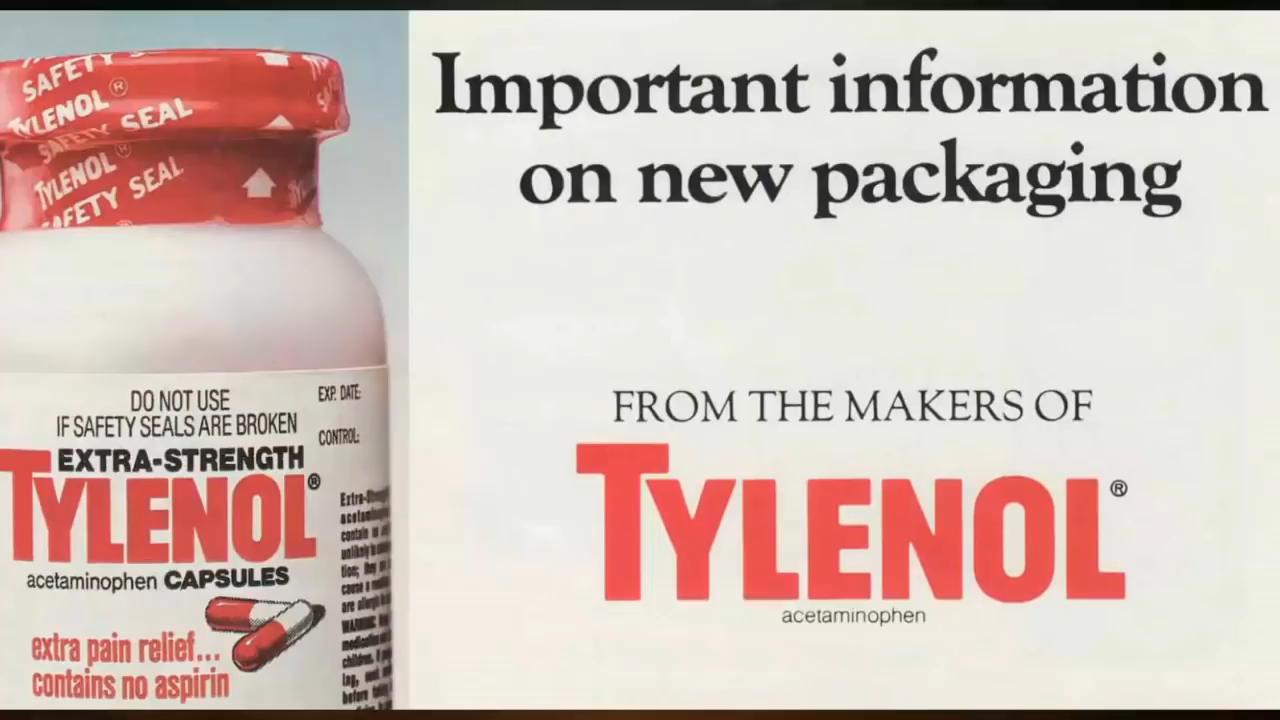 SAFETY S
TYLENOL®
SAFETY SEAL
SAFETY SEAL
TYLENOL®
SAFETY SEAL
DO NOT USE
IF SAFETY SEALS ARE BROKEN
EXP. DATE:
CONTROL:
EXTRA-STRENGTH
TYLENOL®
acetaminophen CAPSULES
extra pain relief...
contains no aspirin
Important information
on new packaging
FROM THE MAKERS OF
TYLENOL®
acetaminophen